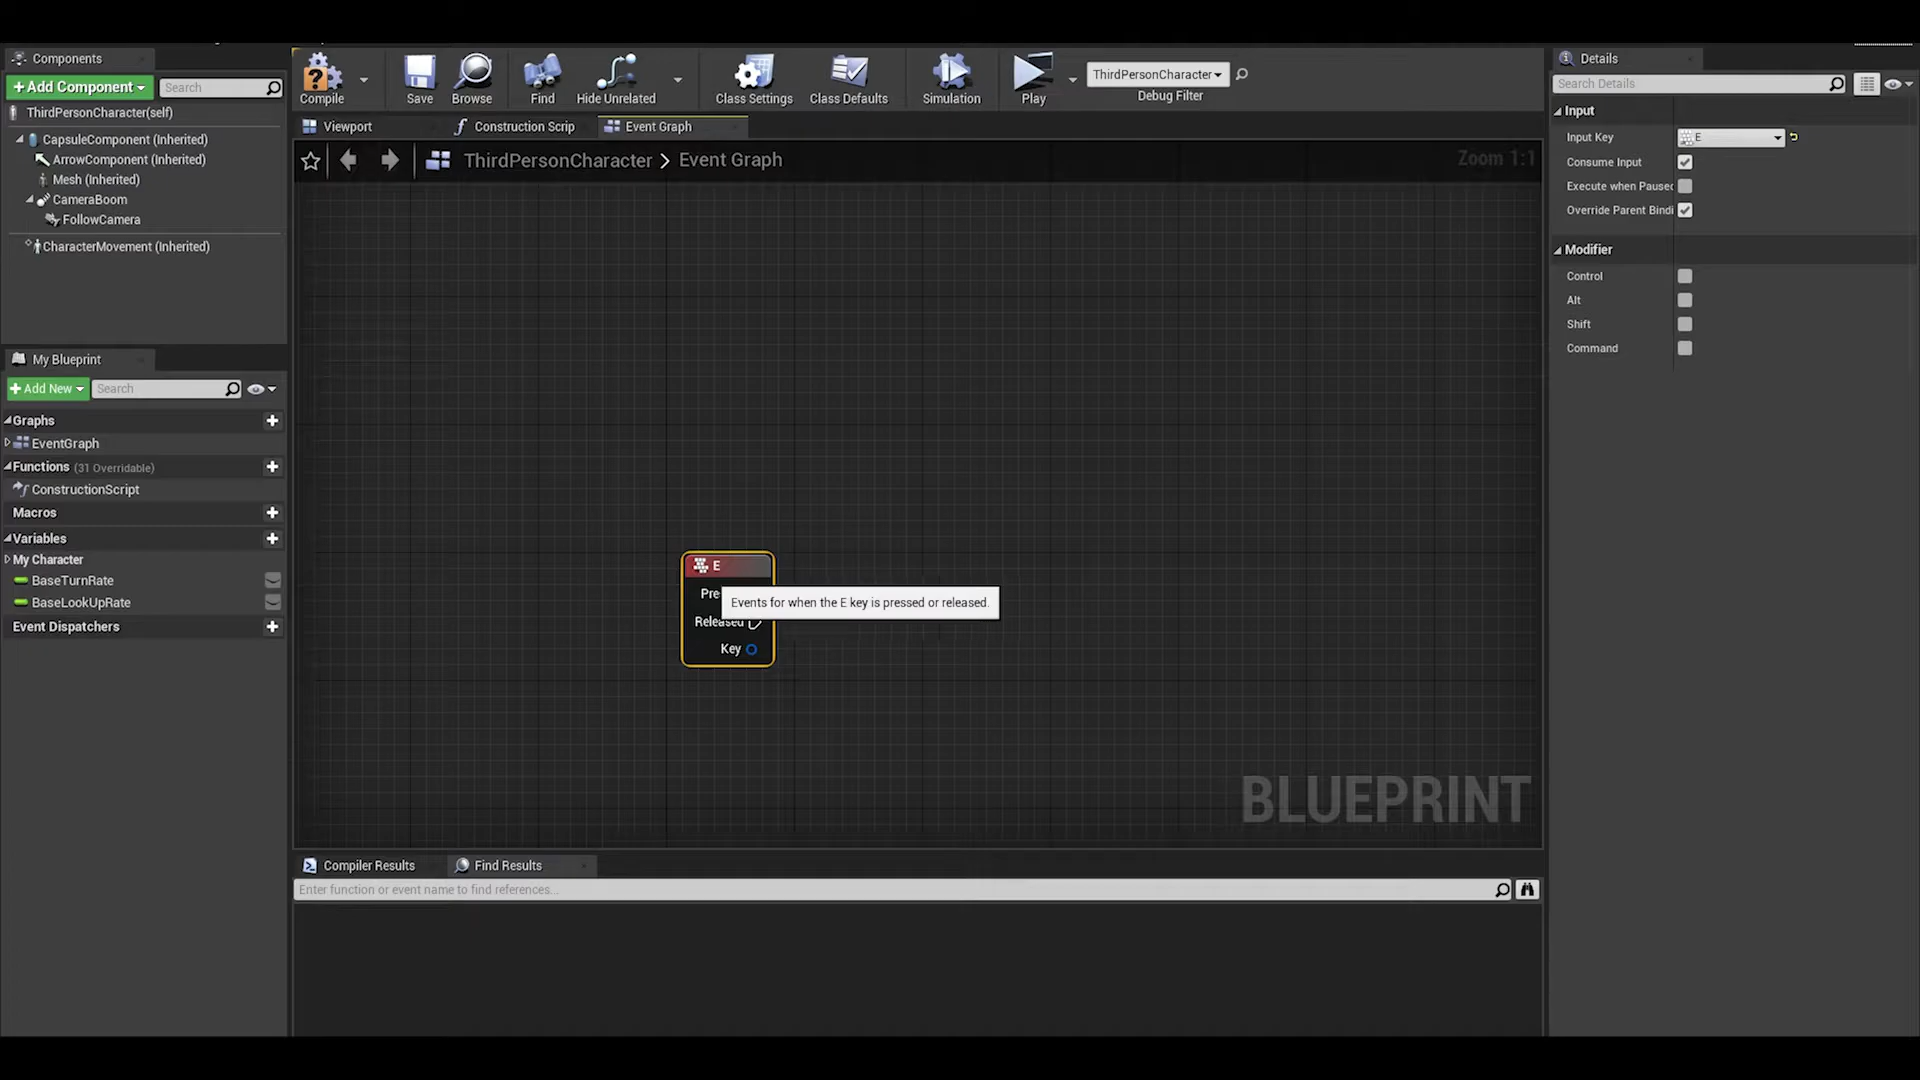 Components
+Add Component
Search
ThirdPersonCharacter(self)
CapsuleComponent (Inherited)
ArrowComponent (Inherited)
Mesh (Inherited)
CameraBoom
FollowCamera
CharacterMovement (Inherited)
My Blueprint
+Add New
Search
Graphs
EventGraph
Functions (31 Overridable)
ConstructionScript
Macros
Variables
My Character
BaseTurnRate
BaseLookUpRate
Event Dispatchers
Compile
Save
Browse
Find
Hide Unrelated
Class Settings
Class Defaults
Simulation
Play
ThirdPersonCharacter
Debug Filter
Viewport
Construction Scrip
Event Graph
ThirdPersonCharacter > Event Graph
Zoom 1:1
E
Pre
Events for when the E key is pressed or released.
Released
Key
BLUEPRINT
Compiler Results
Find Results
Enter function or event name to find references...
Details
Search Details
Input
Input Key
E
Consume Input
Execute when Paused
Override Parent Bindi
Modifier
Control
Alt
Shift
Command